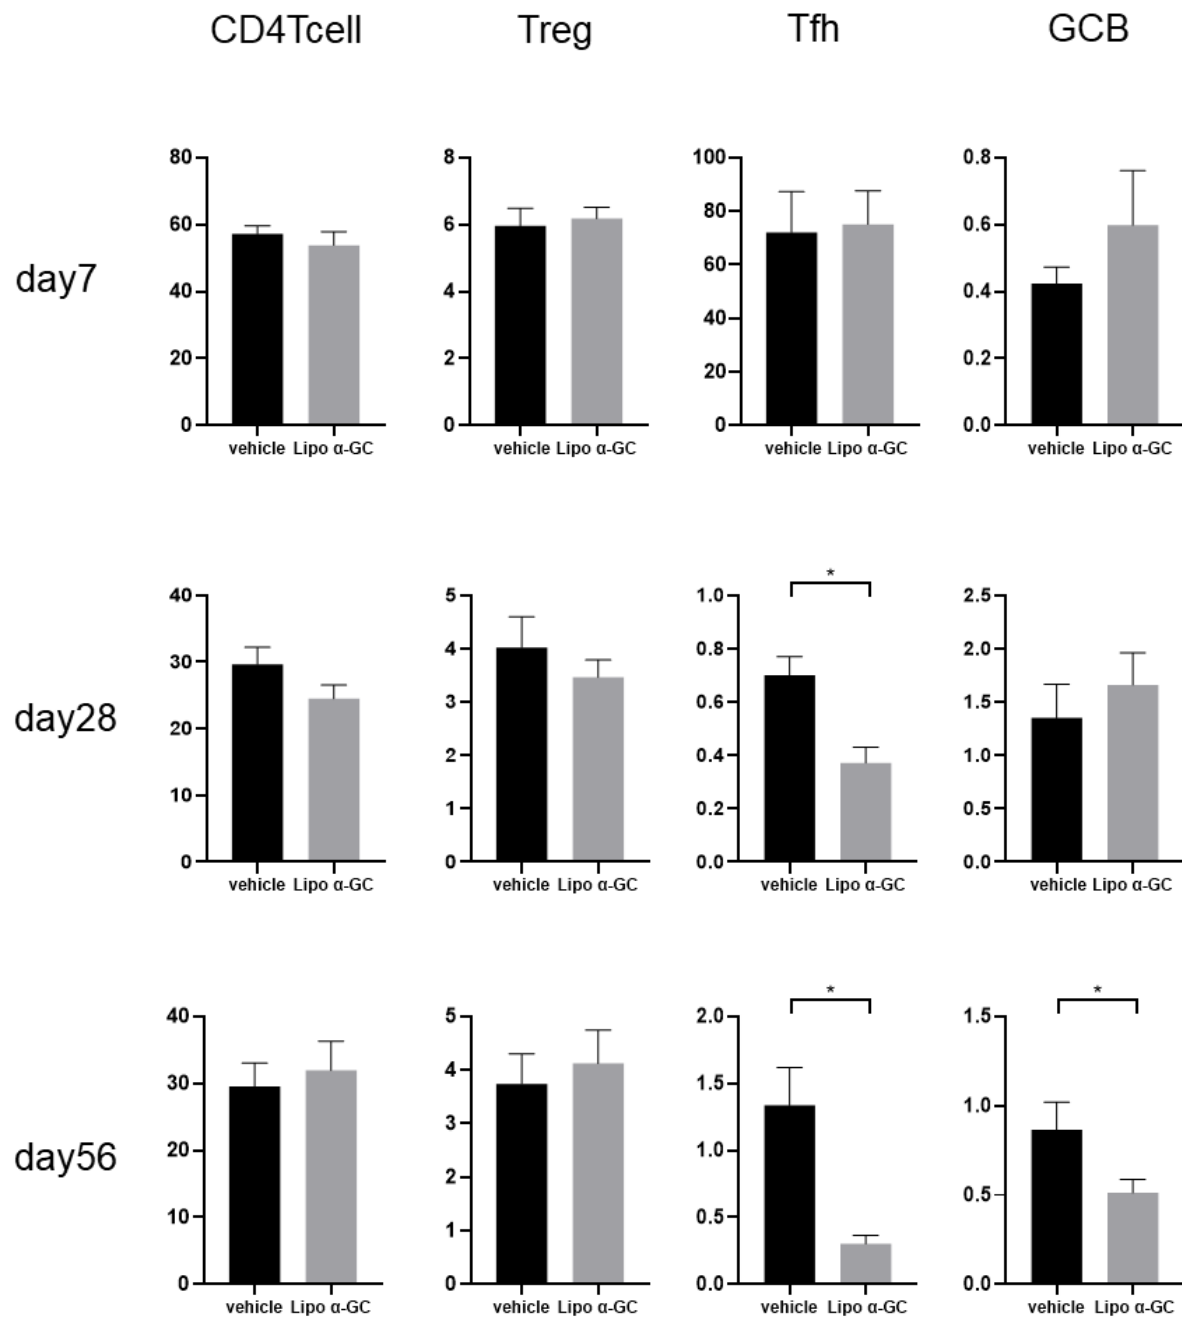 CD4Tcell Treg Tfh GCB
day7
80 60 40 20 0
vehicle Lipo α-GC
8 6 4 2 0
vehicle Lipo α-GC
100 80 60 40 20 0
vehicle Lipo α-GC
0.8 0.6 0.4 0.2 0.0
vehicle Lipo α-GC
day28
40 30 20 10 0
vehicle Lipo α-GC
5 4 3 2 1 0
vehicle Lipo α-GC
*
1.0 0.8 0.6 0.4 0.2 0.0
vehicle Lipo α-GC
2.5 2.0 1.5 1.0 0.5 0.0
vehicle Lipo α-GC
day56
40 30 20 10 0
vehicle Lipo α-GC
5 4 3 2 1 0
vehicle Lipo α-GC
*
2.0 1.5 1.0 0.5 0.0
vehicle Lipo α-GC
*
1.5 1.0 0.5 0.0
vehicle Lipo α-GC